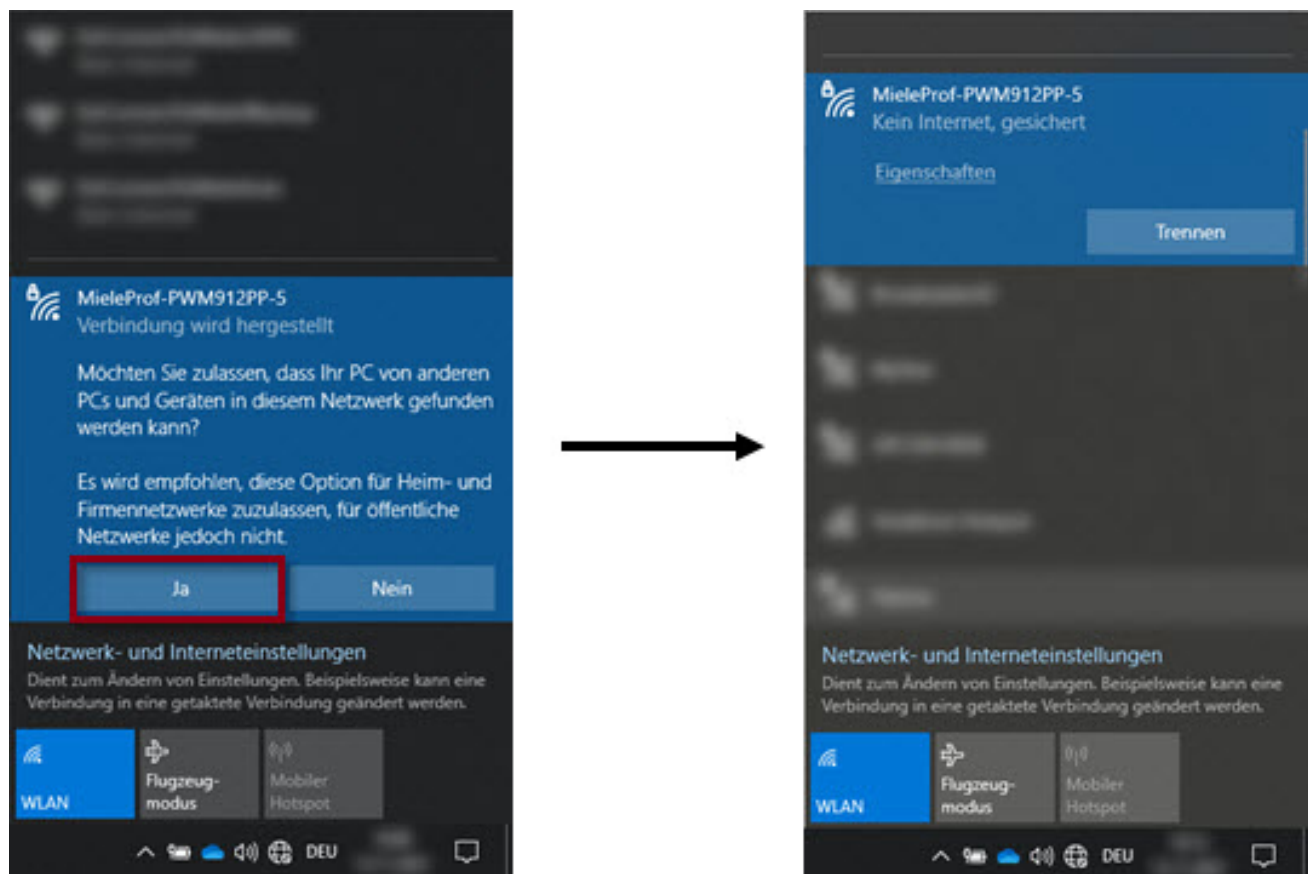 MieleProf-PWM912PP-5
Verbindung wird hergestellt
Möchten Sie zulassen, dass Ihr PC von anderen
PCs und Geräten in diesem Netzwerk gefunden
werden kann?
Es wird empfohlen, diese Option für Heim- und
Firmennetzwerke zuzulassen, für öffentliche
Netzwerke jedoch nicht.
Ja
Nein
Netzwerk- und Interneteinstellungen
Dient zum Ändern von Einstellungen. Beispielsweise kann eine
Verbindung in eine getaktete Verbindung geändert werden.
WLAN
Flugzeug-
modus
Mobiler
Hotspot
DEU
MieleProf-PWM912PP-5
Kein Internet, gesichert
Eigenschaften
Trennen
Netzwerk- und Interneteinstellungen
Dient zum Ändern von Einstellungen. Beispielsweise kann eine
Verbindung in eine getaktete Verbindung geändert werden.
WLAN
Flugzeug-
modus
Mobiler
Hotspot
DEU